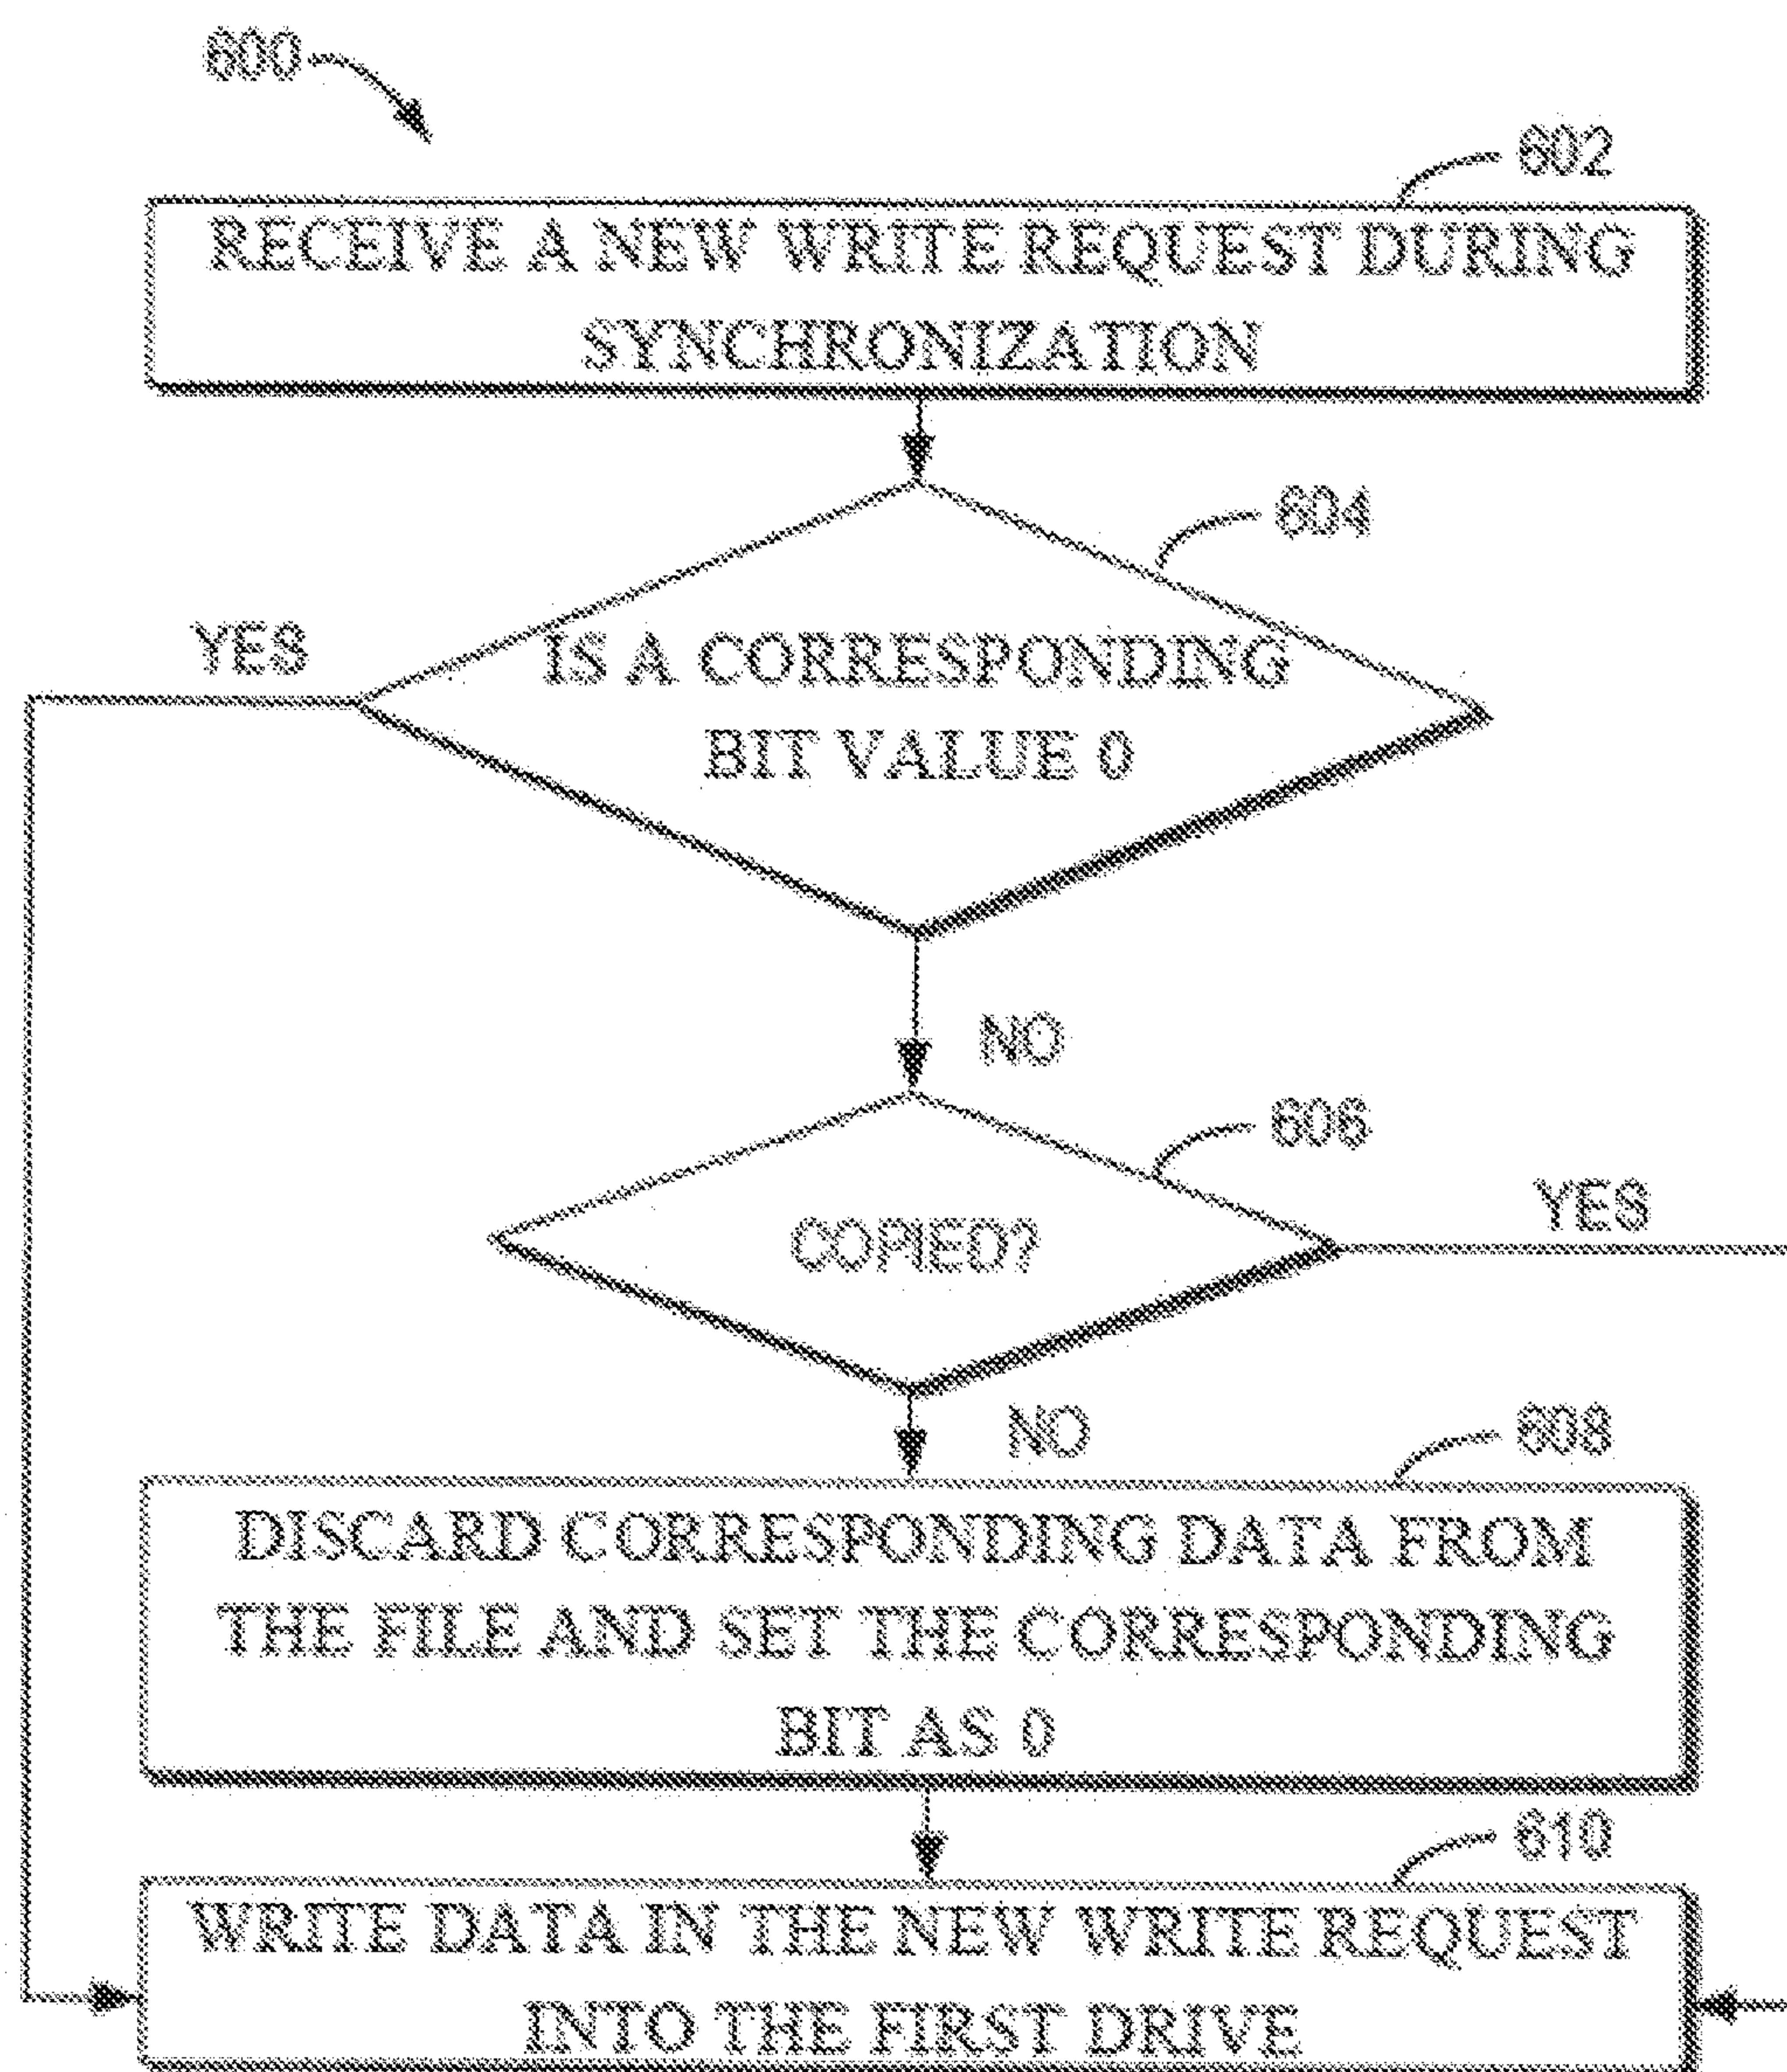 600
602
RECEIVE A NEW WRITE REQUEST DURING
SYNCHRONIZATION
604
YES
IS A CORRESPONDING
BIT VALUE 0
NO
606
YES
COPIED?
NO
608
DISCARD CORRESPONDING DATA FROM
THE FILE AND SET THE CORRESPONDING
BIT AS 0
610
WRITE DATA IN THE NEW WRITE REQUEST
INTO THE FIRST DRIVE